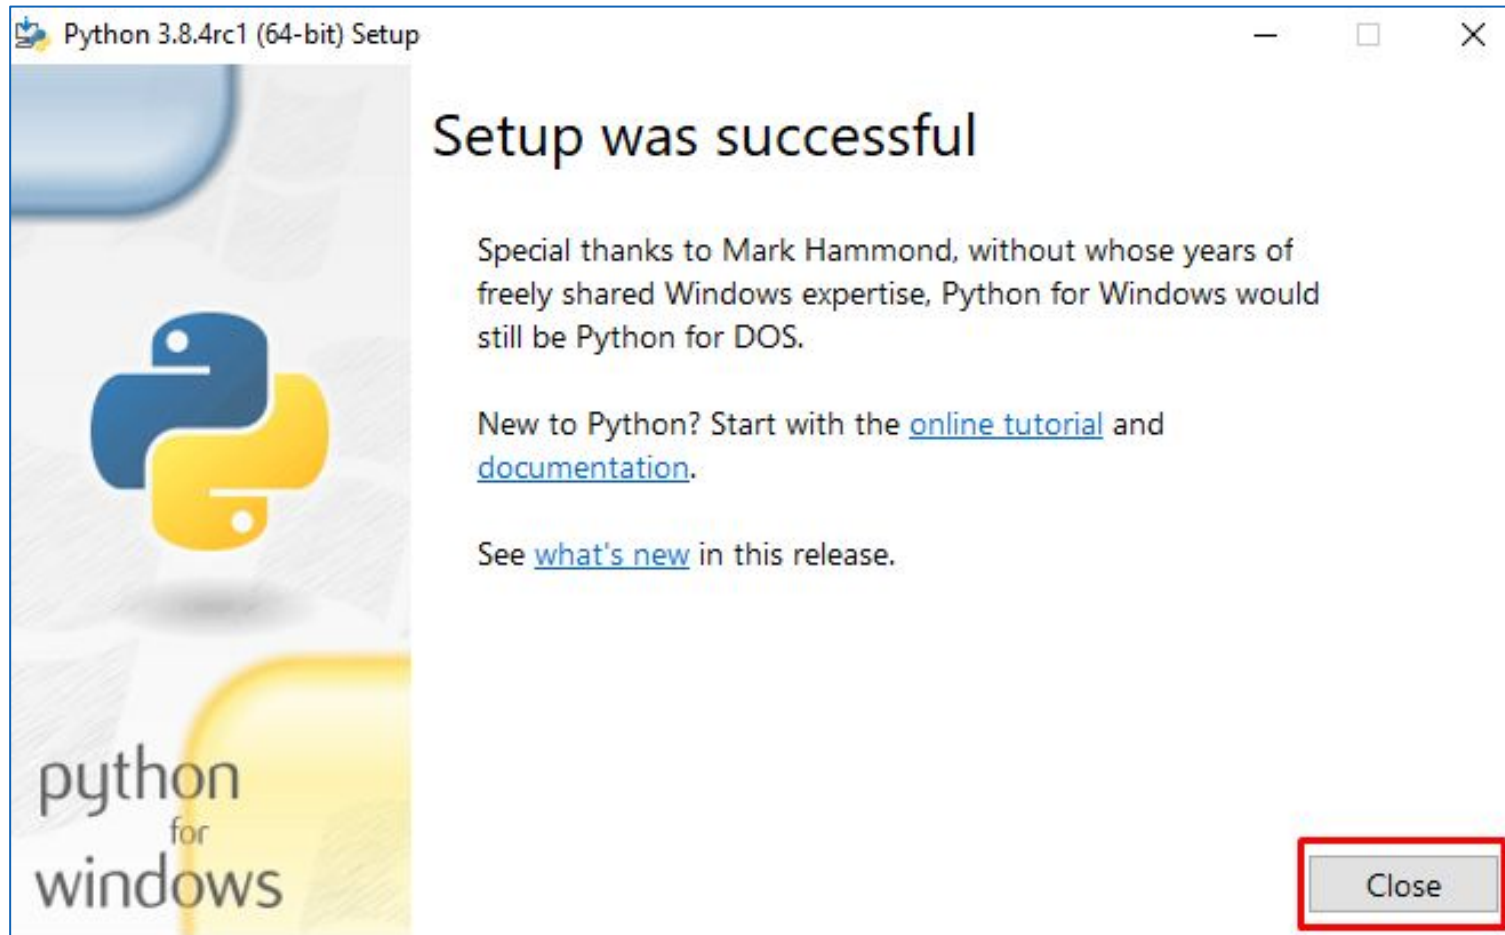 Python 3.8.4rc1 (64-bit) Setup
Setup was successful
Special thanks to Mark Hammond, without whose years of
freely shared Windows expertise, Python for Windows would
still be Python for DOS.
New to Python? Start with the online tutorial and
documentation.
See what's new in this release.
python
for
windows
Close